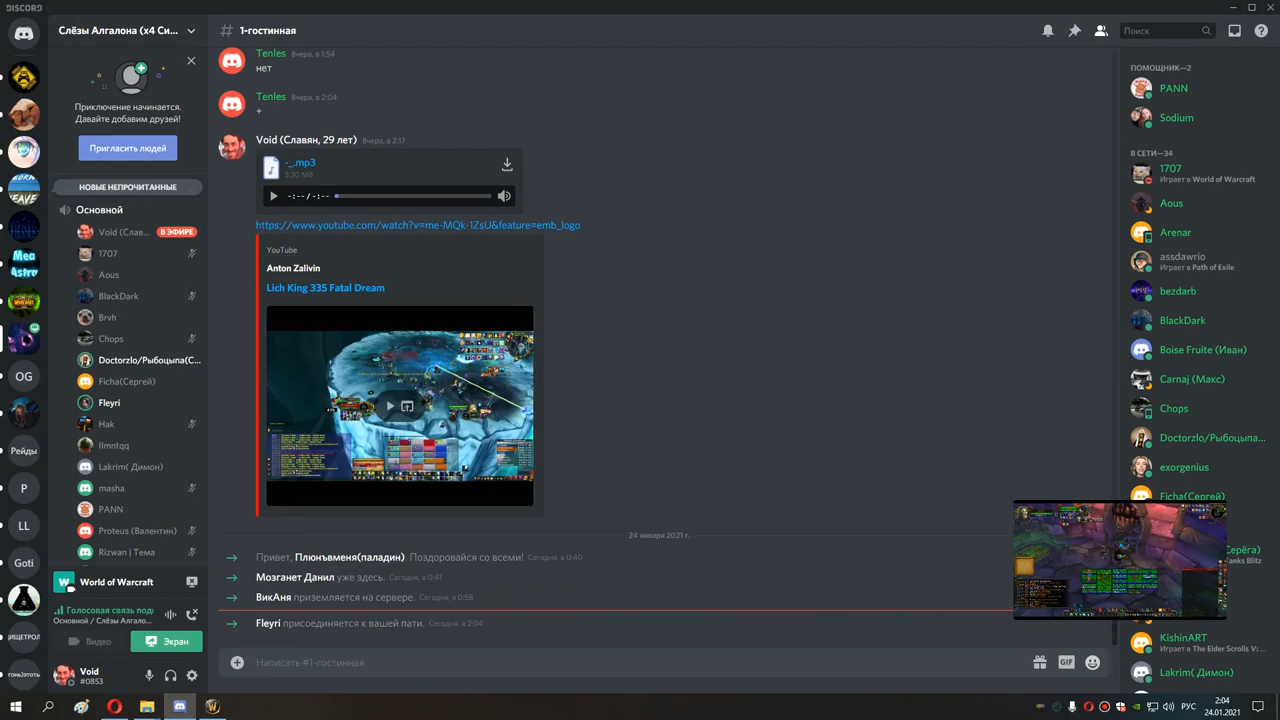 DISCORD
Слёзы Алгалона (x4 Си...
Приключение начинается.
Давайте добавим друзей!
Пригласить людей
НОВЫЕ НЕПРОЧИТАННЫЕ
Основной
Void (Слав... В ЭФИРЕ
1707
Aous
BlackDark
Brvh
Chops
Doctorzlo/Рыбоцыпа(С...
Ficha(Сергей)
Fleyri
Hak
Ilmntqq
Lakrim( Димон)
masha
PANN
Proteus (Валентин)
Rizwan | Тема
Mea
Astro
OG
Рейды
P
LL
Goti
World of Warcraft
Голосовая связь подк
Основной / Слёзы Алгало...
Видео
Экран
Void
#0853
1-гостинная
Поиск
Tenles Вчера, в 1:54
нет
Tenles Вчера, в 2:04
+
Void (Славян, 29 лет) Вчера, в 2:17
-_.mp3
3.30 MB
-:-- / -:--
https://www.youtube.com/watch?v=me-MQk-1ZsU&feature=emb_logo
YouTube
Anton Zalivin
Lich King 335 Fatal Dream
24 января 2021 г.
Привет, Плюнъвменя(паладин). Поздоровайся со всеми! Сегодня, в 0:40
Мозганет Данил уже здесь. Сегодня, в 0:41
ВикАня приземляется на сервере. Сегодня, в 0:58
Fleyri присоединяется к вашей пати. Сегодня, в 2:04
Написать #1-гостинная
GIF
ПОМОЩНИК—2
PANN
Sodium
В СЕТИ—34
1707
Играет в World of Warcraft
Aous
Arenar
assdawrio
Играет в Path of Exile
bezdarb
BlackDark
Boise Fruite (Иван)
Carnaj (Макс)
Chops
Doctorzlo/Рыбоцыпа...
exorgenius
Ficha(Сергей)
Серёга)
anks Blitz
KishinART
Играет в The Elder Scrolls V: ...
Lakrim( Димон)
РУС
2:04
24.01.2021